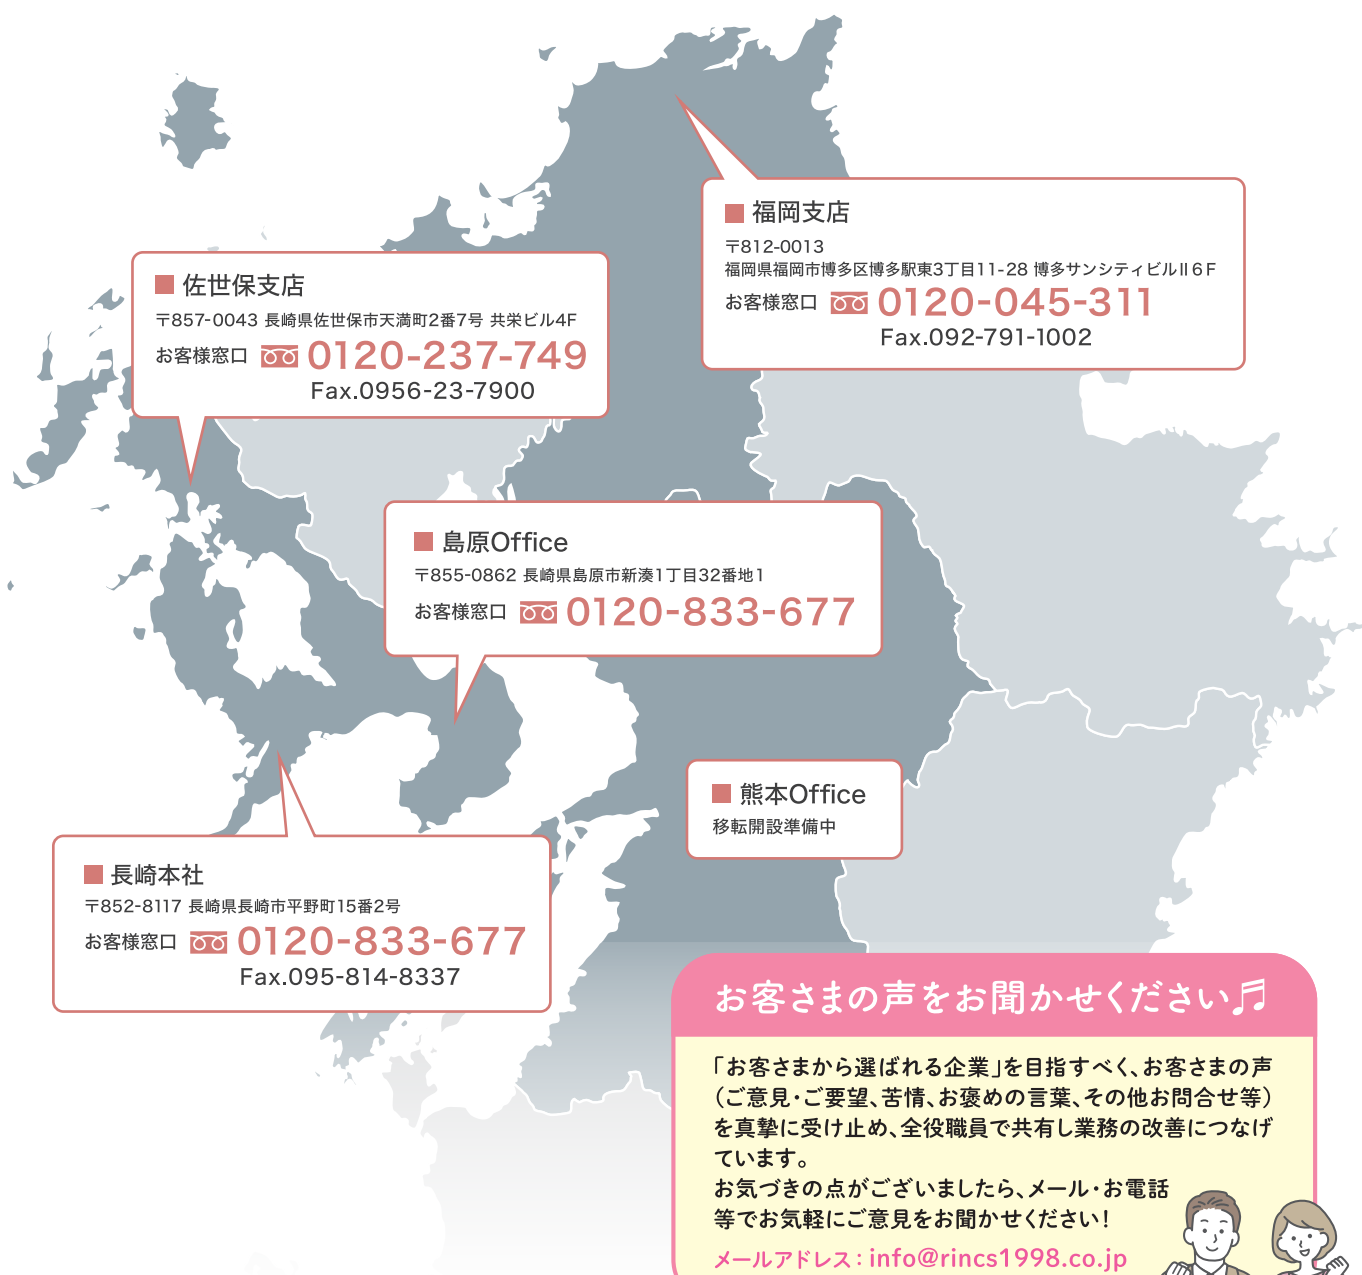 ■ 福岡支店
〒812-0013
福岡県福岡市博多区博多駅東3丁目11-28 博多サンシティビルⅡ6F
お客様窓口 0120-045-311
Fax.092-791-1002
■ 佐世保支店
〒857-0043 長崎県佐世保市天満町2番7号 共栄ビル4F
お客様窓口 0120-237-749
Fax.0956-23-7900
■ 島原Office
〒855-0862 長崎県島原市新湊1丁目32番地1
お客様窓口 0120-833-677
■ 熊本Office
移転開設準備中
■ 長崎本社
〒852-8117 長崎県長崎市平野町15番2号
お客様窓口 0120-833-677
Fax.095-814-8337
お客さまの声をお聞かせください♬
「お客さまから選ばれる企業」を目指すべく、お客さまの声
（ご意見・ご要望、苦情、お褒めの言葉、その他お問合せ等）
を真摯に受け止め、全役職員で共有し業務の改善につなげ
ています。
お気づきの点がございましたら、メール・お電話
等でお気軽にご意見をお聞かせください！
メールアドレス：info@rincs1998.co.jp